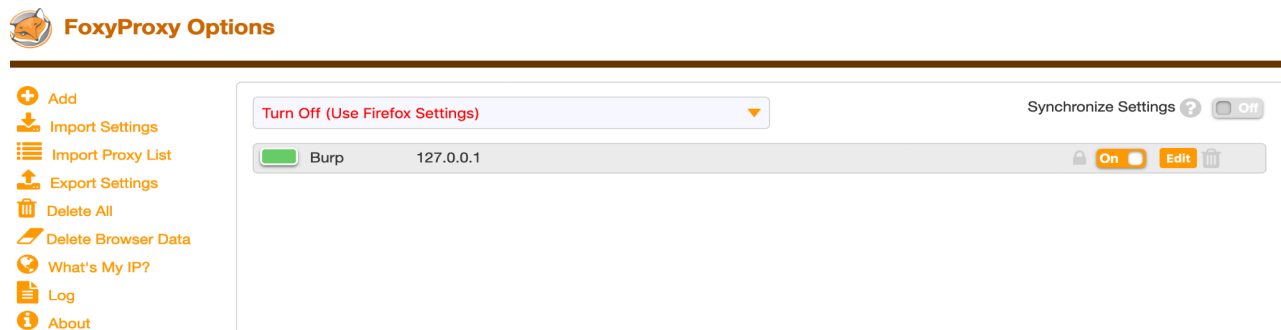 FoxyProxy Options
Add
Import Settings
Import Proxy List
Export Settings
Delete All
Delete Browser Data
What's My IP?
Log
About
Turn Off (Use Firefox Settings)
Synchronize Settings ? Off
Burp 127.0.0.1 On Edit